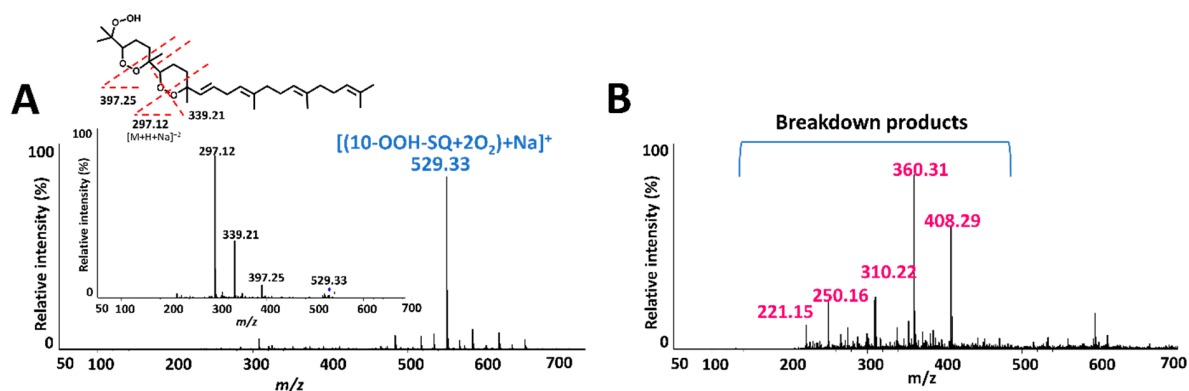 A
O-OH
O
O
O
O
397.25
297.12
[M+H+Na]⁻²
339.21
[(10-OOH-SQ+2O₂)+Na]⁺
529.33
100
Relative intensity (%)
0
50 100 200 300 400 500 600 700
m/z
100
Relative intensity (%)
0
297.12
339.21
397.25
529.33
50 100 200 300 400 500 600 700
m/z
B
Breakdown products
100
Relative intensity (%)
0
360.31
408.29
310.22
250.16
221.15
50 100 200 300 400 500 600 700
m/z